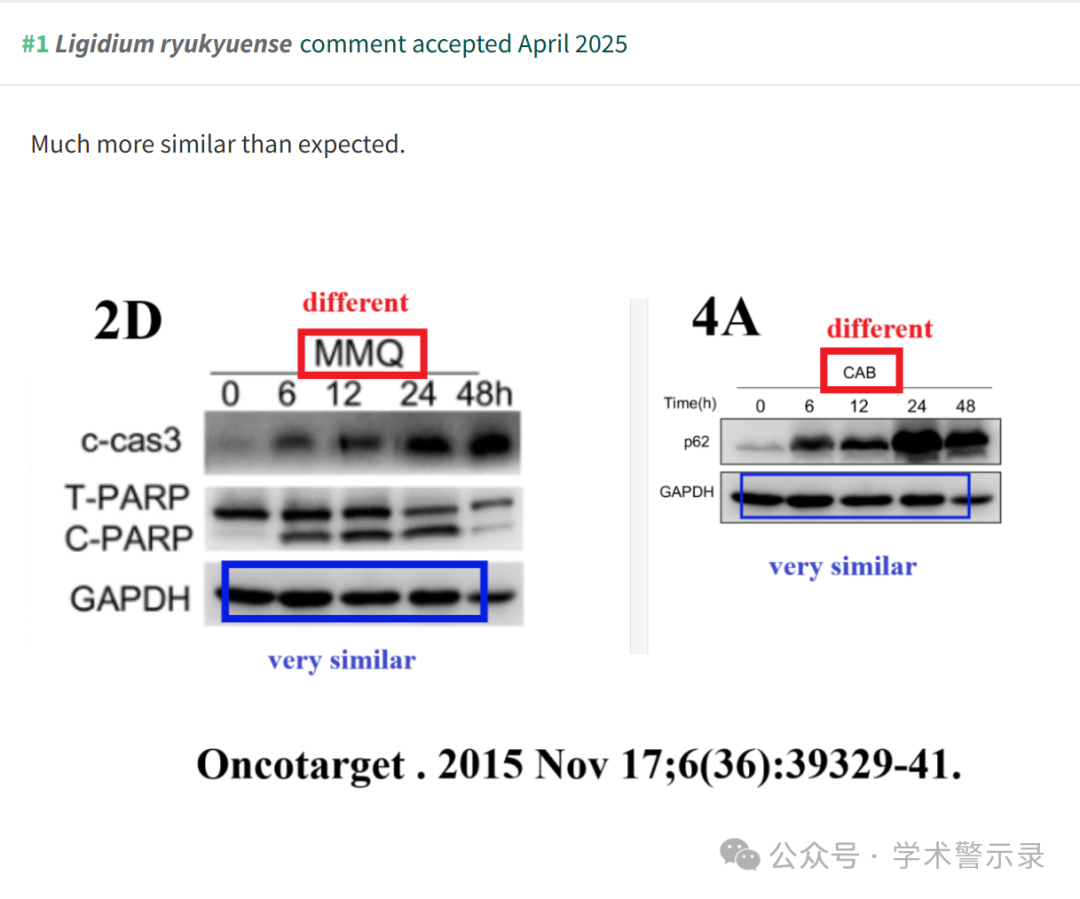 #1 Ligidium ryukyuense comment accepted April 2025
Much more similar than expected.
2D
different
MMQ
0 6 12 24 48h
c-cas3
T-PARP
C-PARP
GAPDH
very similar
4A
different
CAB
Time(h) 0 6 12 24 48
p62
GAPDH
very similar
Oncotarget . 2015 Nov 17;6(36):39329-41.
公众号 · 学术警示录